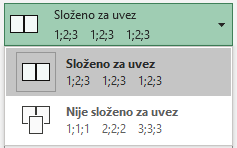 Složeno za uvez
1;2;3 1;2;3 1;2;3
Složeno za uvez
1;2;3 1;2;3 1;2;3
Nije složeno za uvez
1;1;1 2;2;2 3;3;3